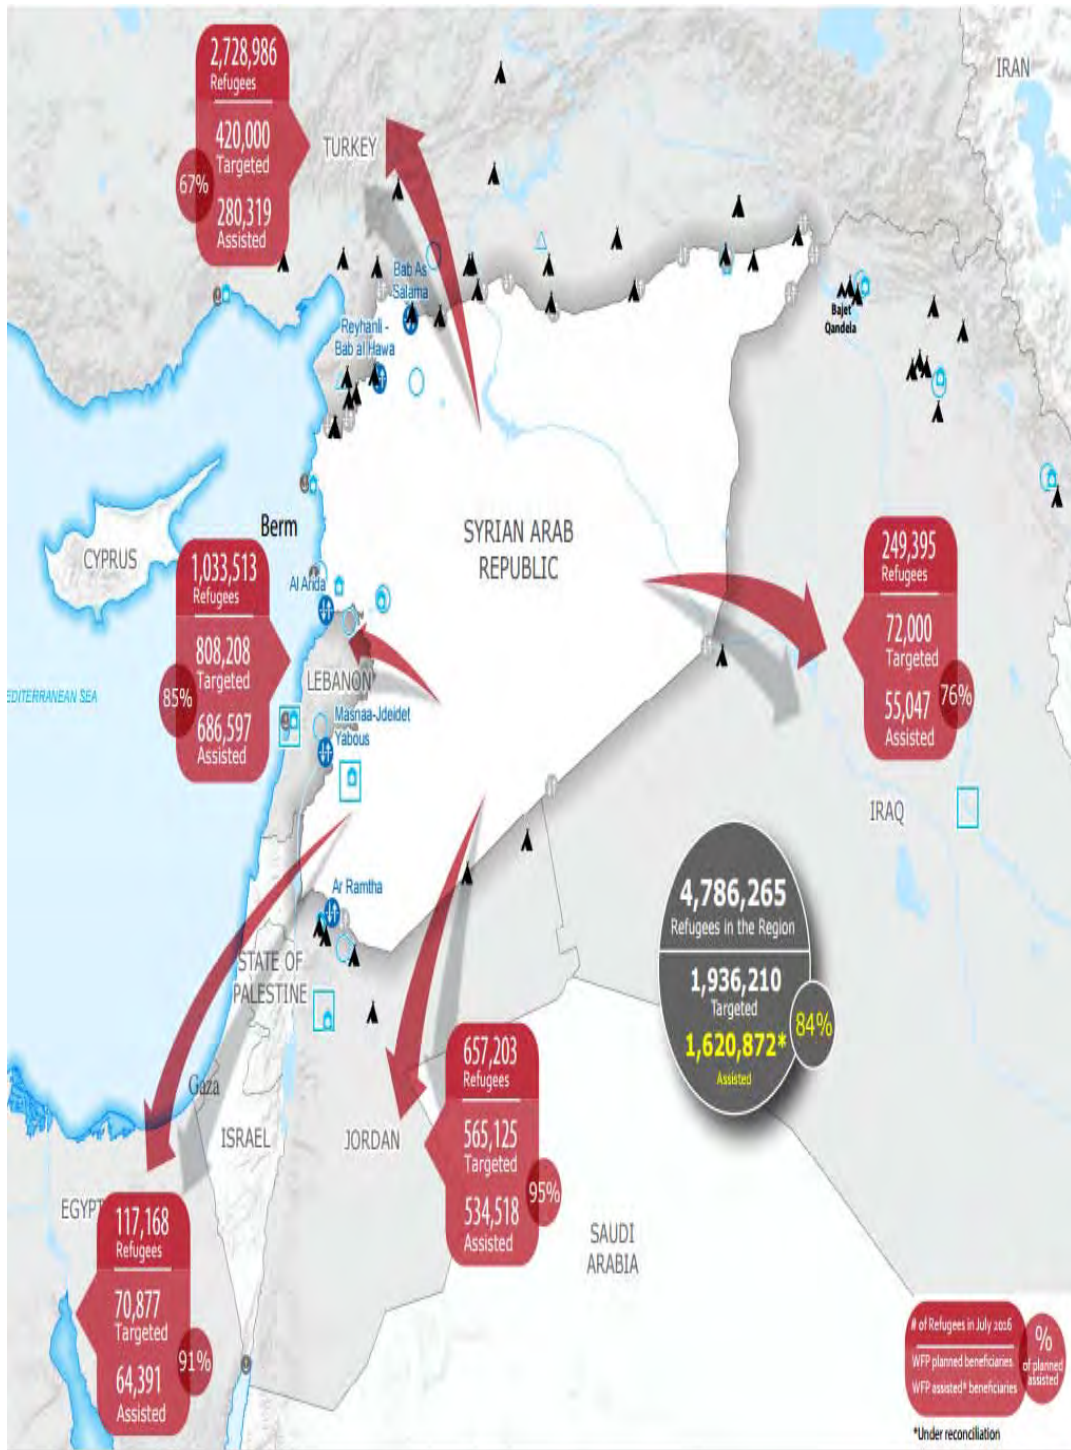 2,728,986
Refugees
420,000
Targeted
67%
280,319
Assisted
TURKEY
IRAN
Bab As
Salama
Reyhanli -
Bab al Hawa
Bajet
Qandela
SYRIAN ARAB
REPUBLIC
CYPRUS
Berm
1,033,513
Refugees
808,208
Targeted
85%
686,597
Assisted
Al Arida
LEBANON
Masnaa-Jdeidet
Yabous
EDITERRANEAN SEA
249,395
Refugees
72,000
Targeted
76%
55,047
Assisted
IRAQ
4,786,265
Refugees in the Region
1,936,210
Targeted
1,620,872*
84%
Assisted
Ar Ramtha
STATE OF
PALESTINE
Gaza
ISRAEL
JORDAN
657,203
Refugees
565,125
Targeted
95%
534,518
Assisted
EGYPT
117,168
Refugees
70,877
Targeted
91%
64,391
Assisted
SAUDI
ARABIA
# of Refugees in July 2016
WFP planned beneficiaries
WFP assisted* beneficiaries
%
of planned
assisted
*Under reconciliation